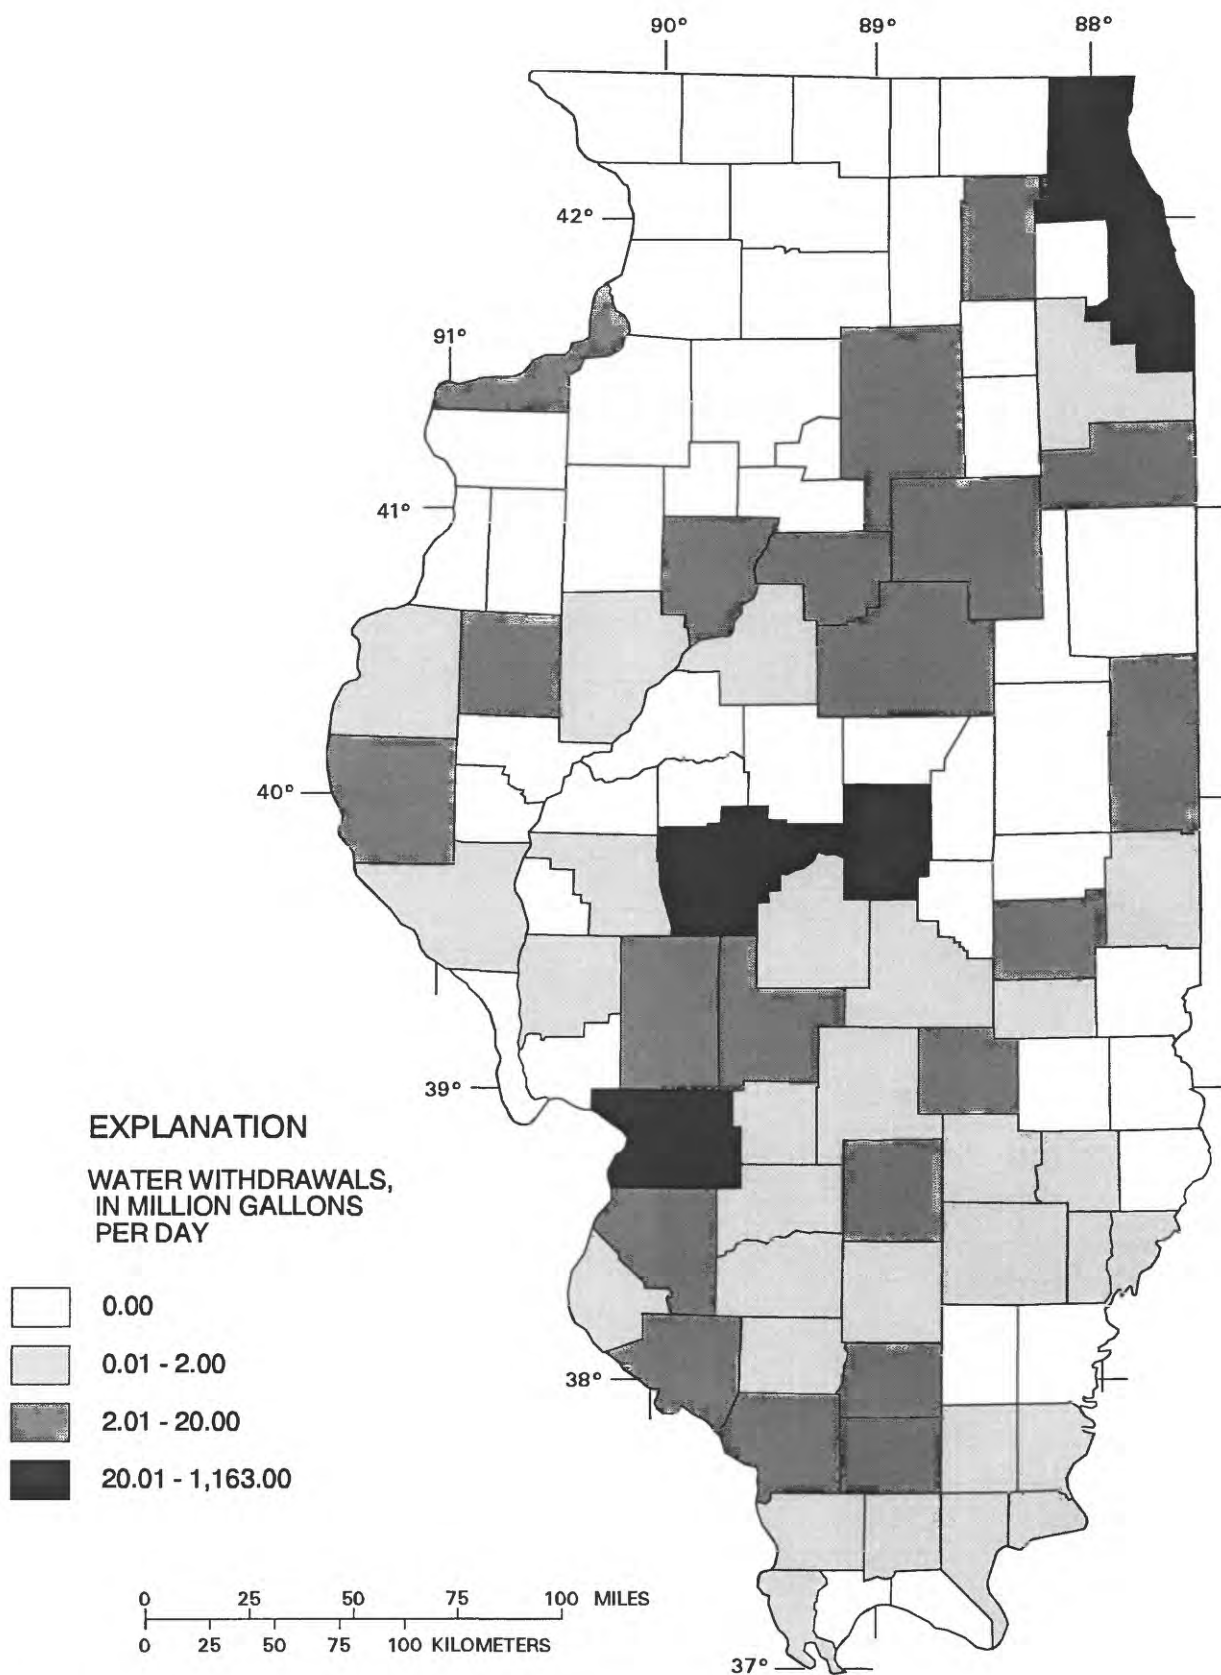 90° 89° 88°
42°
91°
41°
40°
39°
EXPLANATION
WATER WITHDRAWALS,
IN MILLION GALLONS
PER DAY
0.00
0.01 - 2.00
38°
2.01 - 20.00
20.01 - 1,163.00
0 25 50 75 100 MILES
0 25 50 75 100 KILOMETERS
37°